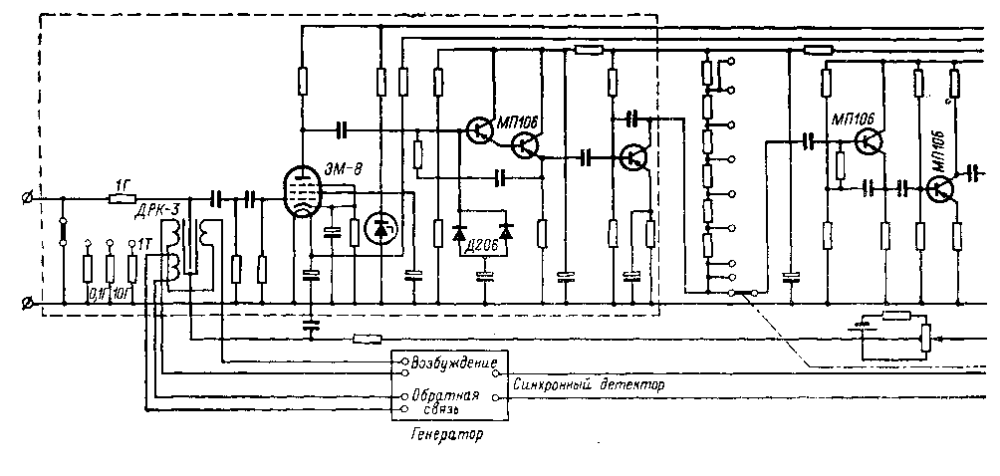 МП106
МП106
ЭМ-8
1Г
ДРК-3
МП106
1Т
Д206
0,1Г
10Г
Возбуждение
Обратная
связь
Синхронный детектор
Генератор